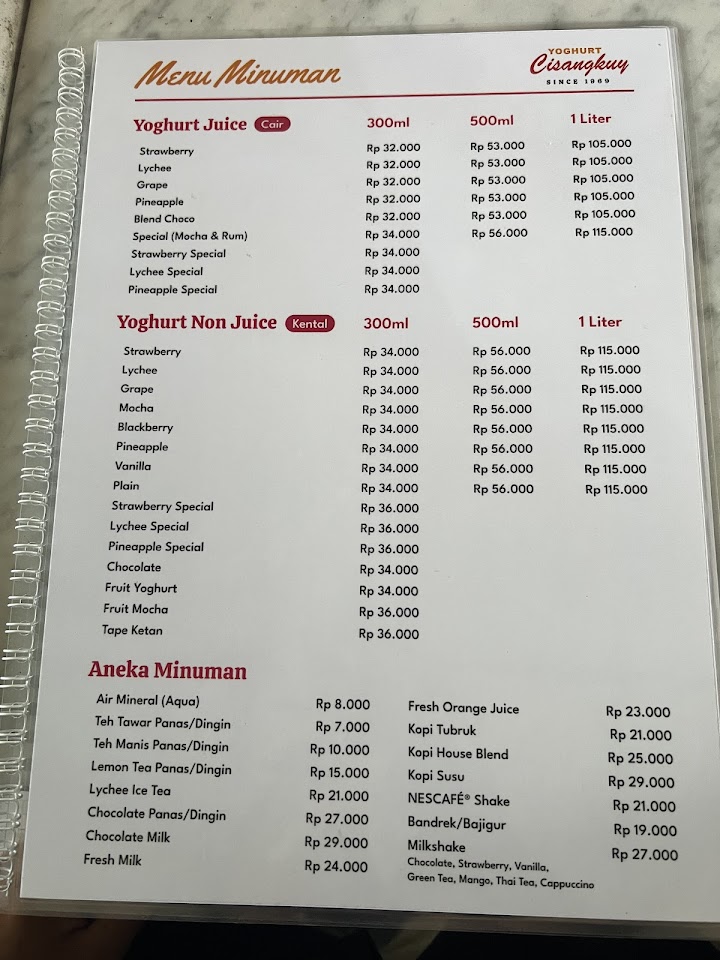 Menu Minuman
YOGHURT
Cisangkuy
SINCE 1969
Yoghurt Juice Cair 300ml 500ml 1 Liter
Strawberry Rp 32.000 Rp 53.000 Rp 105.000
Lychee Rp 32.000 Rp 53.000 Rp 105.000
Grape Rp 32.000 Rp 53.000 Rp 105.000
Pineapple Rp 32.000 Rp 53.000 Rp 105.000
Blend Choco Rp 32.000 Rp 53.000 Rp 105.000
Special (Mocha & Rum) Rp 34.000 Rp 56.000 Rp 115.000
Strawberry Special Rp 34.000
Lychee Special Rp 34.000
Pineapple Special Rp 34.000
Yoghurt Non Juice Kental 300ml 500ml 1 Liter
Strawberry Rp 34.000 Rp 56.000 Rp 115.000
Lychee Rp 34.000 Rp 56.000 Rp 115.000
Grape Rp 34.000 Rp 56.000 Rp 115.000
Mocha Rp 34.000 Rp 56.000 Rp 115.000
Blackberry Rp 34.000 Rp 56.000 Rp 115.000
Pineapple Rp 34.000 Rp 56.000 Rp 115.000
Vanilla Rp 34.000 Rp 56.000 Rp 115.000
Plain Rp 34.000 Rp 56.000 Rp 115.000
Strawberry Special Rp 36.000
Lychee Special Rp 36.000
Pineapple Special Rp 36.000
Chocolate Rp 34.000
Fruit Yoghurt Rp 34.000
Fruit Mocha Rp 36.000
Tape Ketan Rp 36.000
Aneka Minuman
Air Mineral (Aqua) Rp 8.000
Teh Tawar Panas/Dingin Rp 7.000
Teh Manis Panas/Dingin Rp 10.000
Lemon Tea Panas/Dingin Rp 15.000
Lychee Ice Tea Rp 21.000
Chocolate Panas/Dingin Rp 27.000
Chocolate Milk Rp 29.000
Fresh Milk Rp 24.000
Fresh Orange Juice Rp 23.000
Kopi Tubruk Rp 21.000
Kopi House Blend Rp 25.000
Kopi Susu Rp 29.000
NESCAFÉ® Shake Rp 21.000
Bandrek/Bajigur Rp 19.000
Milkshake Rp 27.000
Chocolate, Strawberry, Vanilla,
Green Tea, Mango, Thai Tea, Cappuccino